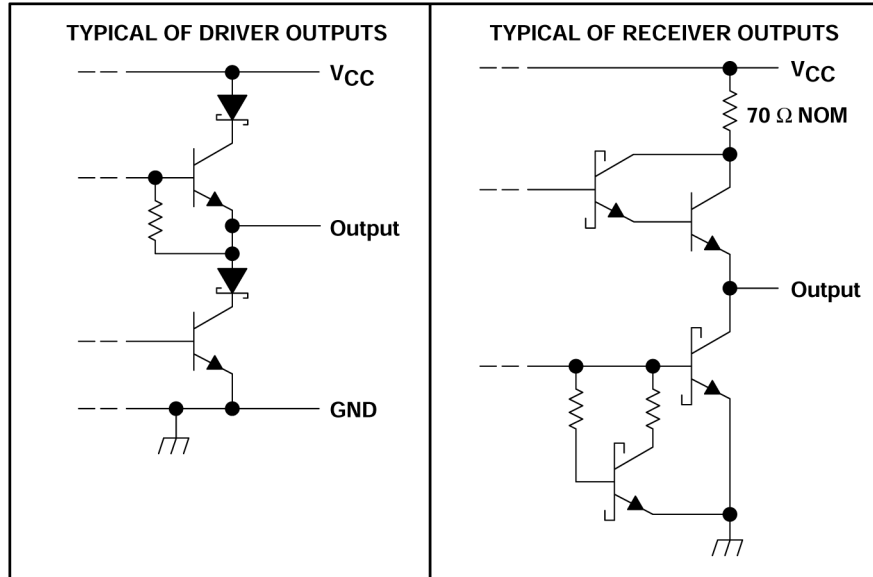 TYPICAL OF DRIVER OUTPUTS
VCC
Output
GND
TYPICAL OF RECEIVER OUTPUTS
VCC
70 Ω NOM
Output